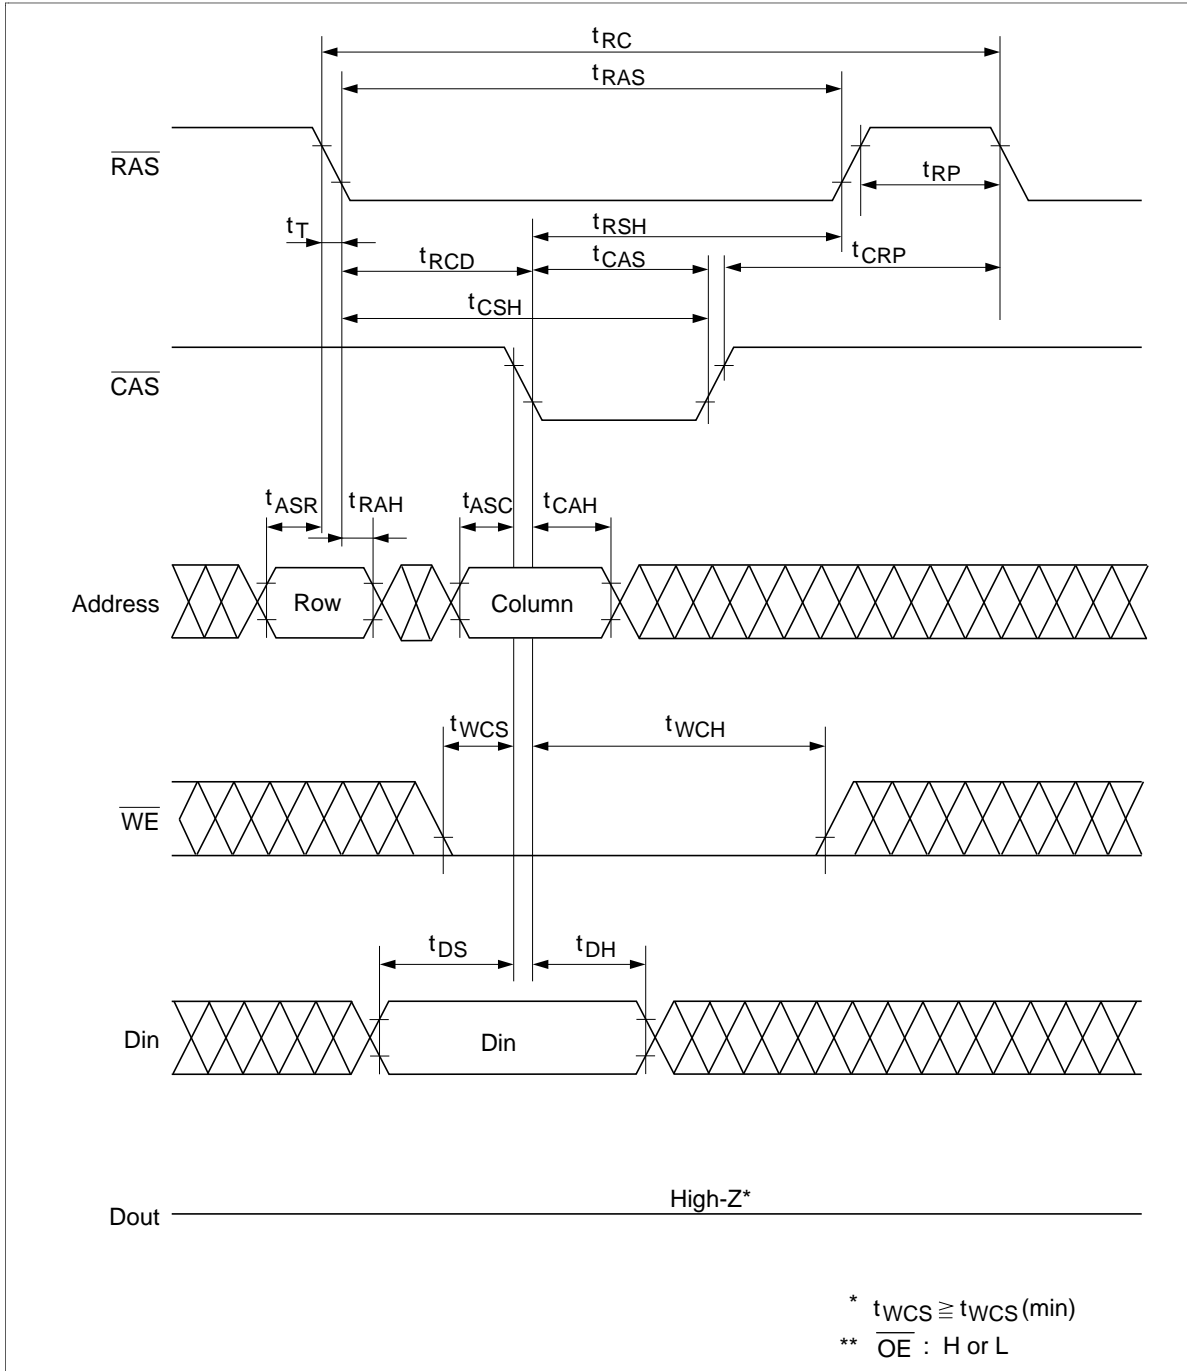 tRC
tRAS
RAS
tRP
tT
tRSH
tRCD
tCAS
tCRP
tCSH
CAS
tASR
tRAH
tASC
tCAH
Address
Row
Column
tWCS
tWCH
WE
tDS
tDH
Din
Din
High-Z*
Dout
* tWCS ≧ tWCS (min)
** OE : H or L